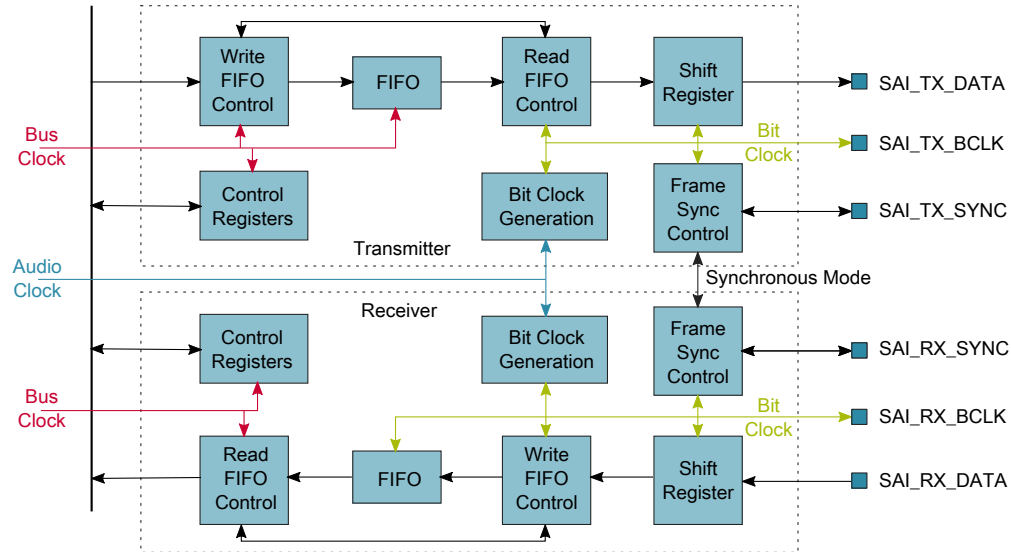 Write
FIFO
Control
FIFO
Read
FIFO
Control
Shift
Register
SAI_TX_DATA
Bus
Clock
Bit
Clock
SAI_TX_BCLK
Control
Registers
Bit Clock
Generation
Frame
Sync
Control
SAI_TX_SYNC
Transmitter
Audio
Clock
Synchronous Mode
Receiver
Control
Registers
Bit Clock
Generation
Frame
Sync
Control
SAI_RX_SYNC
Bus
Clock
Bit
Clock
SAI_RX_BCLK
Read
FIFO
Control
FIFO
Write
FIFO
Control
Shift
Register
SAI_RX_DATA